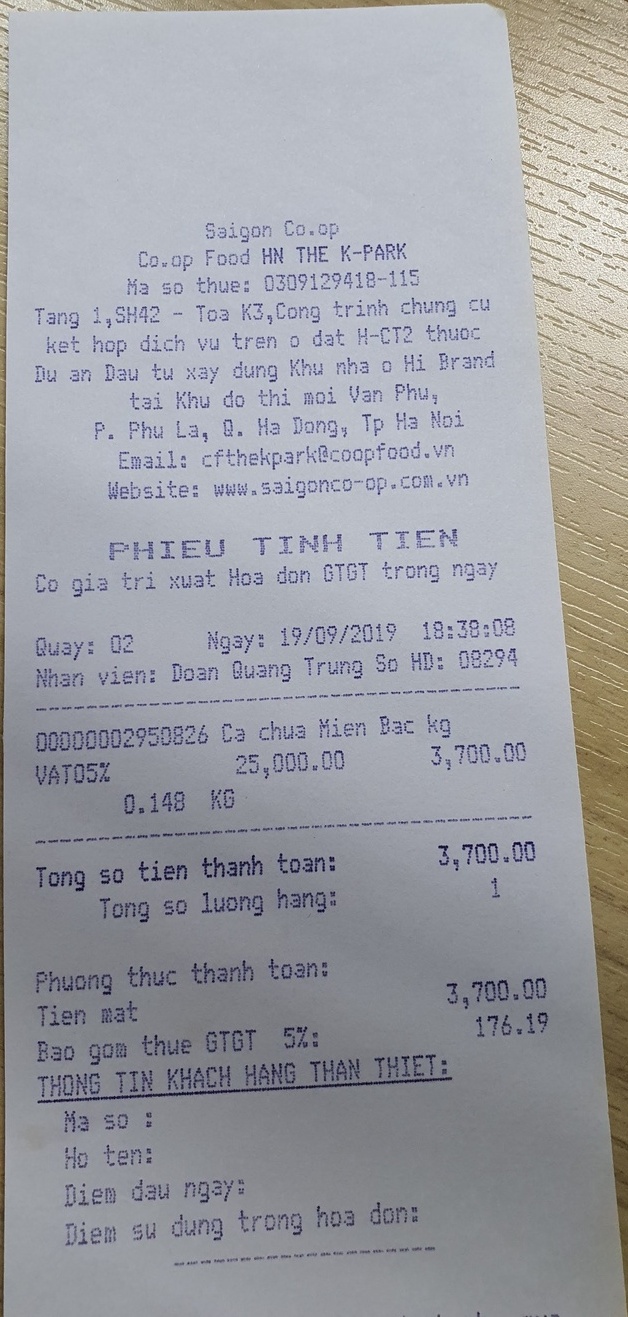 Saigon Co.op
Co.op Food HN THE K-PARK
Ma so thue: 0309129418-115
Tang 1,SH42 - Toa K3,Cong trinh chung cu
ket hop dich vu tren o dat H-CT2 thuoc
Du an Dau tu xay dung Khu nha o Hi Brand
tai Khu do thi moi Van Phu,
P. Phu La, Q. Ha Dong, Tp Ha Noi
Email: cfthekpark@coopfood.vn
Website: www.saigonco-op.com.vn
PHIEU TINH TIEN
Co gia tri xuat Hoa don GTGT trong ngay
Quay: 02 Ngay: 19/09/2019 18:38:08
Nhan vien: Doan Quang Trung So HD: 08294
00000002950826 Ca chua Mien Bac kg
VAT05% 25,000.00 3,700.00
0.148 KG
Tong so tien thanh toan: 3,700.00
Tong so luong hang: 1
Phuong thuc thanh toan:
Tien mat 3,700.00
Bao gom thue GTGT 5%: 176.19
THONG TIN KHACH HANG THAN THIET:
Ma so :
Ho ten:
Diem dau ngay:
Diem su dung trong hoa don: